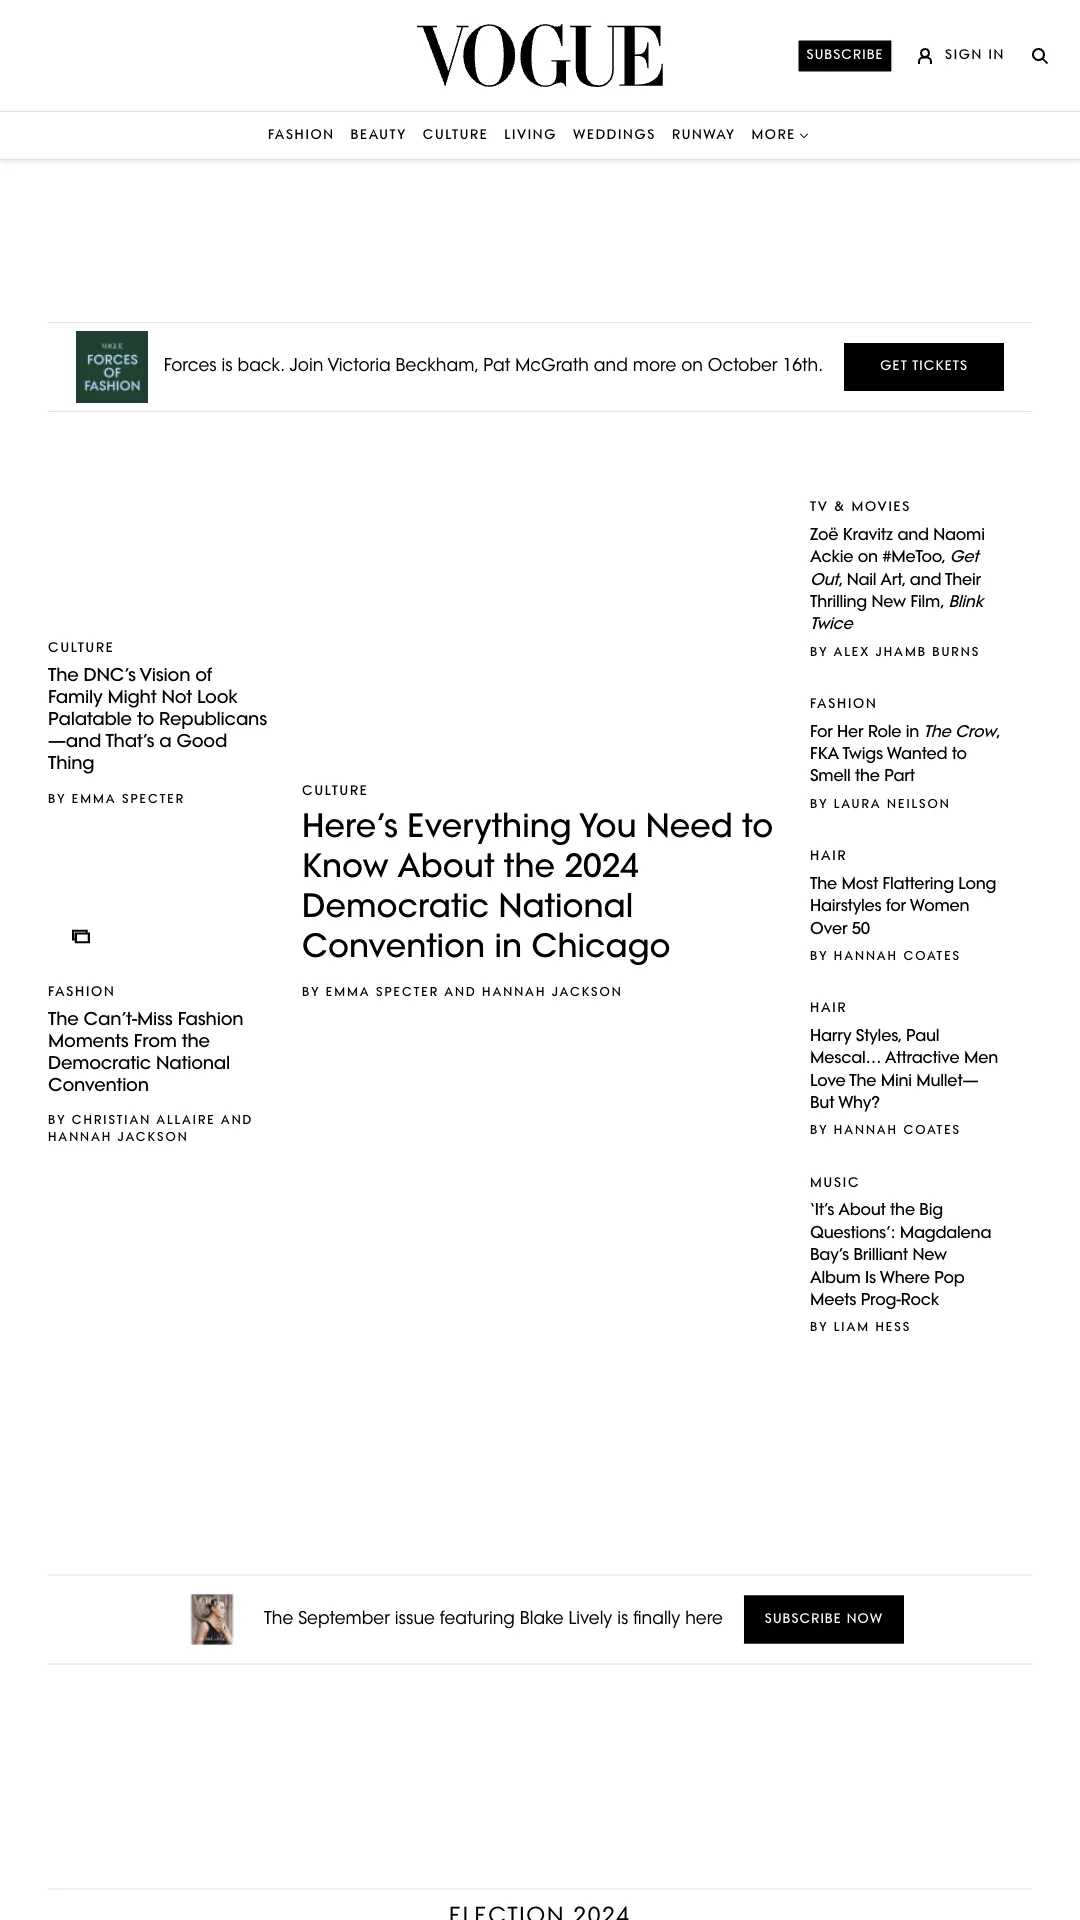 VOGUE
SUBSCRIBE
SIGN IN
FASHION BEAUTY CULTURE LIVING WEDDINGS RUNWAY MORE
VOGUE
FORCES
OF
FASHION
Forces is back. Join Victoria Beckham, Pat McGrath and more on October 16th.
GET TICKETS
CULTURE
The DNC’s Vision of
Family Might Not Look
Palatable to Republicans
—and That’s a Good
Thing
BY EMMA SPECTER
FASHION
The Can’t-Miss Fashion
Moments From the
Democratic National
Convention
BY CHRISTIAN ALLAIRE AND
HANNAH JACKSON
CULTURE
Here’s Everything You Need to
Know About the 2024
Democratic National
Convention in Chicago
BY EMMA SPECTER AND HANNAH JACKSON
TV & MOVIES
Zoë Kravitz and Naomi
Ackie on #MeToo, Get
Out, Nail Art, and Their
Thrilling New Film, Blink
Twice
BY ALEX JHAMB BURNS
FASHION
For Her Role in The Crow,
FKA Twigs Wanted to
Smell the Part
BY LAURA NEILSON
HAIR
The Most Flattering Long
Hairstyles for Women
Over 50
BY HANNAH COATES
HAIR
Harry Styles, Paul
Mescal… Attractive Men
Love The Mini Mullet—
But Why?
BY HANNAH COATES
MUSIC
‘It’s About the Big
Questions’: Magdalena
Bay’s Brilliant New
Album Is Where Pop
Meets Prog-Rock
BY LIAM HESS
The September issue featuring Blake Lively is finally here
SUBSCRIBE NOW
ELECTION 2024